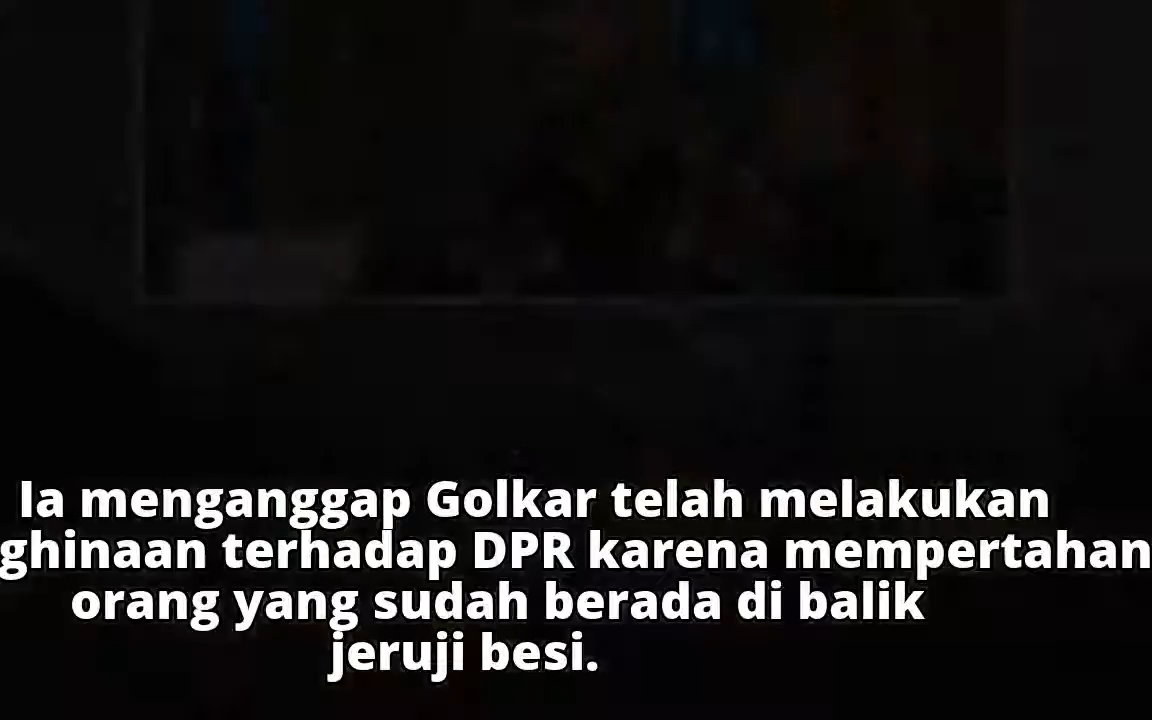 Ia menganggap Golkar telah melakukan
ghinaan terhadap DPR karena mempertahan
orang yang sudah berada di balik
jeruji besi.